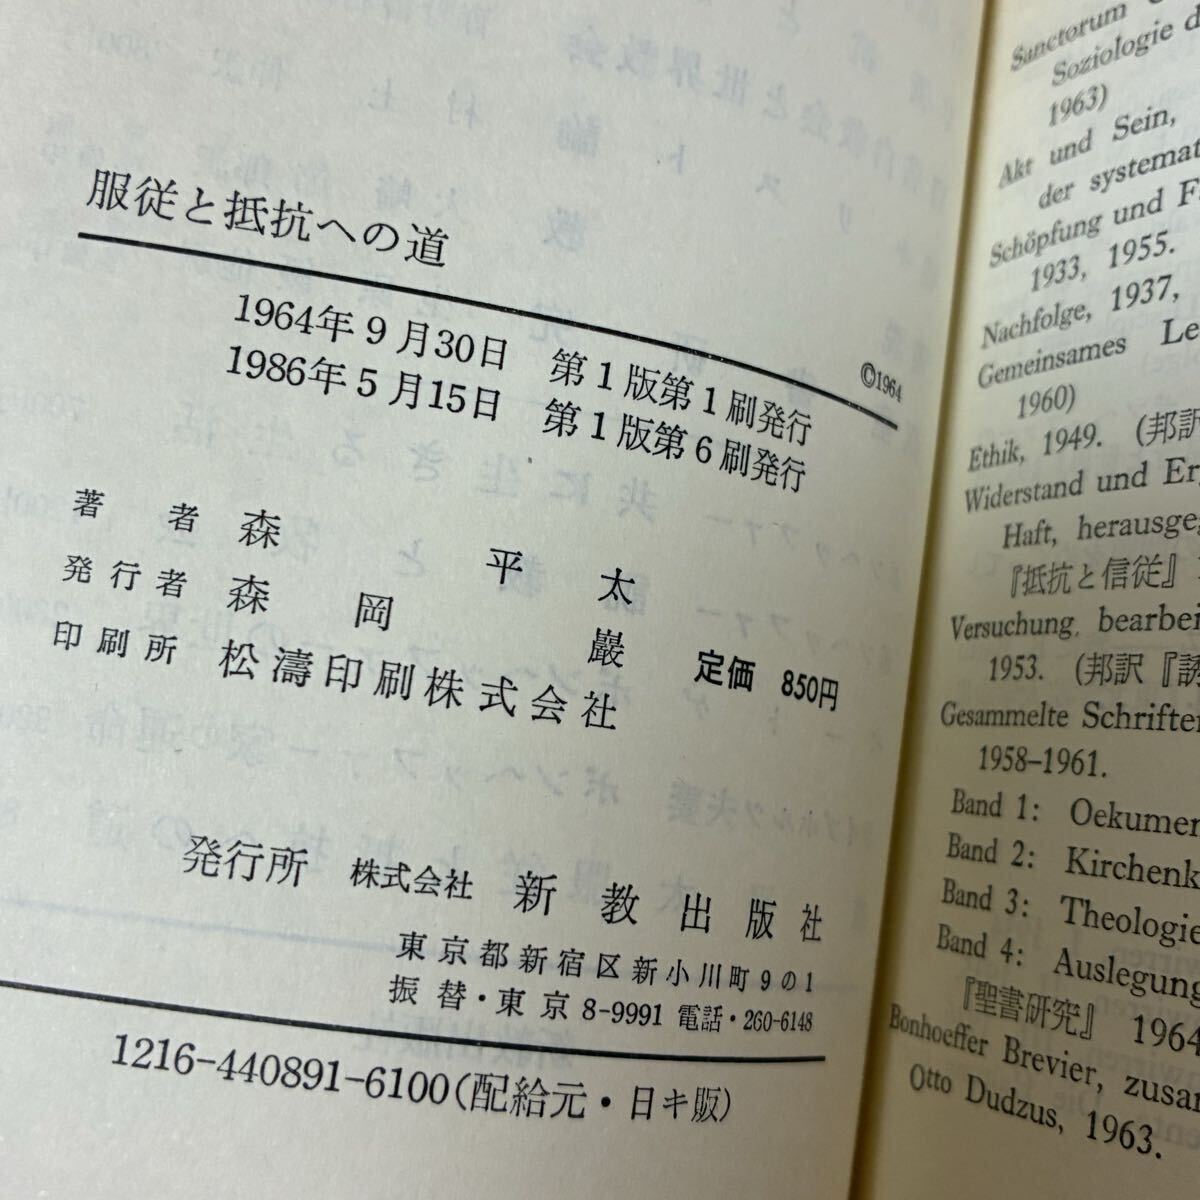 服従と抵抗への道
©1964
1964年9月30日 第1版第1刷発行
1986年5月15日 第1版第6刷発行
著者 森 平太
発行者 森岡 巖
印刷所 松濤印刷株式会社
定価 850円
発行所 株式会社 新教出版社
東京都新宿区新小川町9の1
振替・東京8-9991 電話・260-6148
1216-440891-6100(配給元・日キ販)
Sanctorum
Soziologie d
1963)
Akt und Sein,
der systemat
Schöpfung und F
1933, 1955.
Nachfolge, 1937,
Gemeinsames Le
1960)
Ethik, 1949. (邦訳
Widerstand und Er
Haft, herausgeg
『抵抗と信従』
Versuchung, bearbei
1953. (邦訳『誘
Gesammelte Schrifter
1958-1961.
Band 1: Oekumer
Band 2: Kirchenk
Band 3: Theologie
Band 4: Auslegung
『聖書研究』 1964
Bonhoeffer Brevier, zusam
Otto Dudzus, 1963.